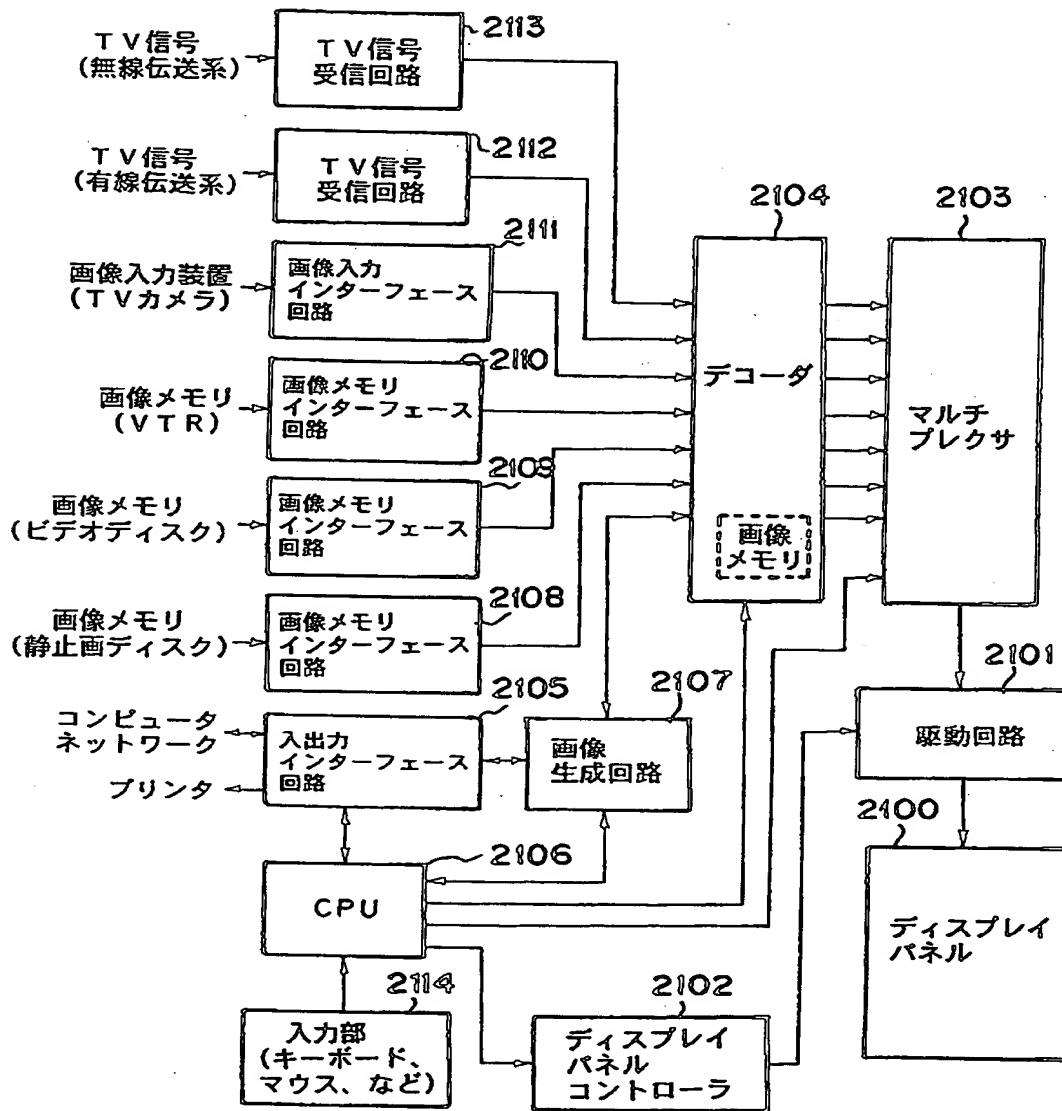 TV信号
(無線伝送系)
2113
TV信号
受信回路
TV信号
(有線伝送系)
2112
TV信号
受信回路
画像入力装置
(TVカメラ)
2111
画像入力
インターフェース
回路
画像メモリ
(VTR)
2110
画像メモリ
インターフェース
回路
画像メモリ
(ビデオディスク)
2109
画像メモリ
インターフェース
回路
画像メモリ
(静止画ディスク)
2108
画像メモリ
インターフェース
回路
コンピュータ
ネットワーク
プリンタ
2105
入出力
インターフェース
回路
2107
画像
生成回路
2106
CPU
2114
入力部
(キーボード、
マウス、など)
2104
デコーダ
画像
メモリ
2103
マルチ
プレクサ
2101
駆動回路
2100
ディスプレイ
パネル
2102
ディスプレイ
パネル
コントローラ